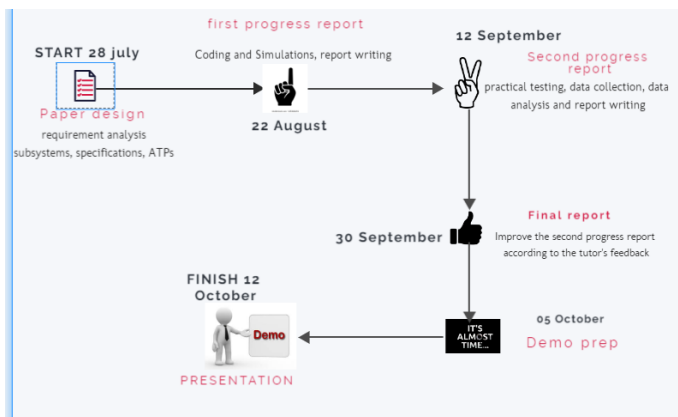 first progress report
START 28 july
12 September
Coding and Simulations, report writing
Second progress
report
practical testing, data collection, data
analysis and report writing
Paper design
22 August
requirement analysis
subsystems, specifications, ATPs
Final report
30 September
Improve the second progress report
according to the tutor's feedback
FINISH 12
October
05 October
IT'S
ALMOST
TIME...
Demo
Demo prep
PRESENTATION